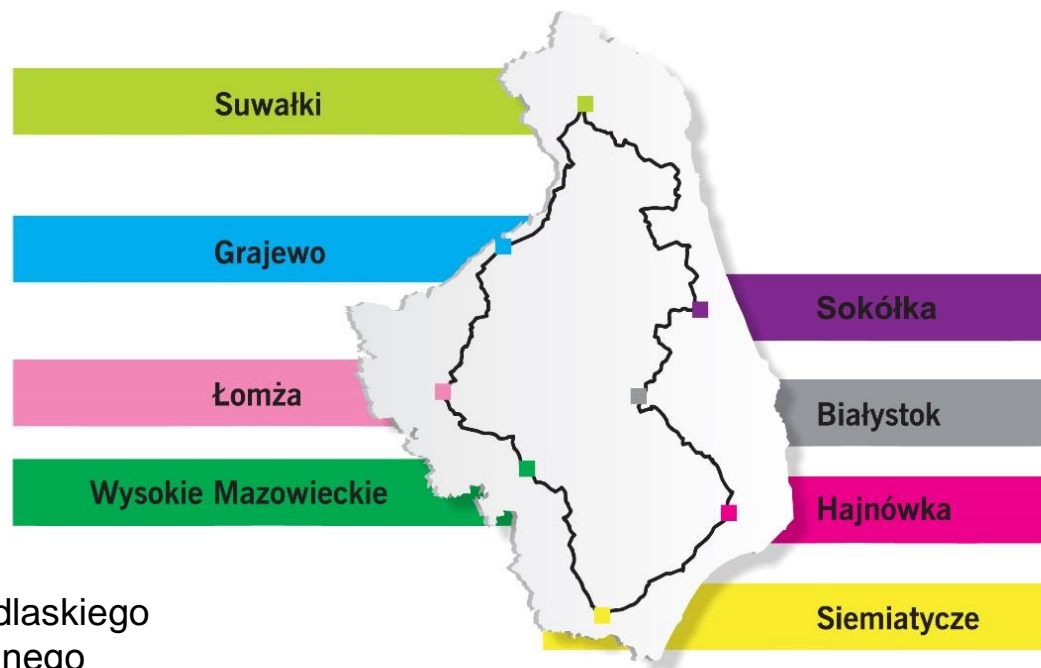 Suwałki
Grajewo
Sokółka
Łomża
Białystok
Wysokie Mazowieckie
Hajnówka
Siemiatycze